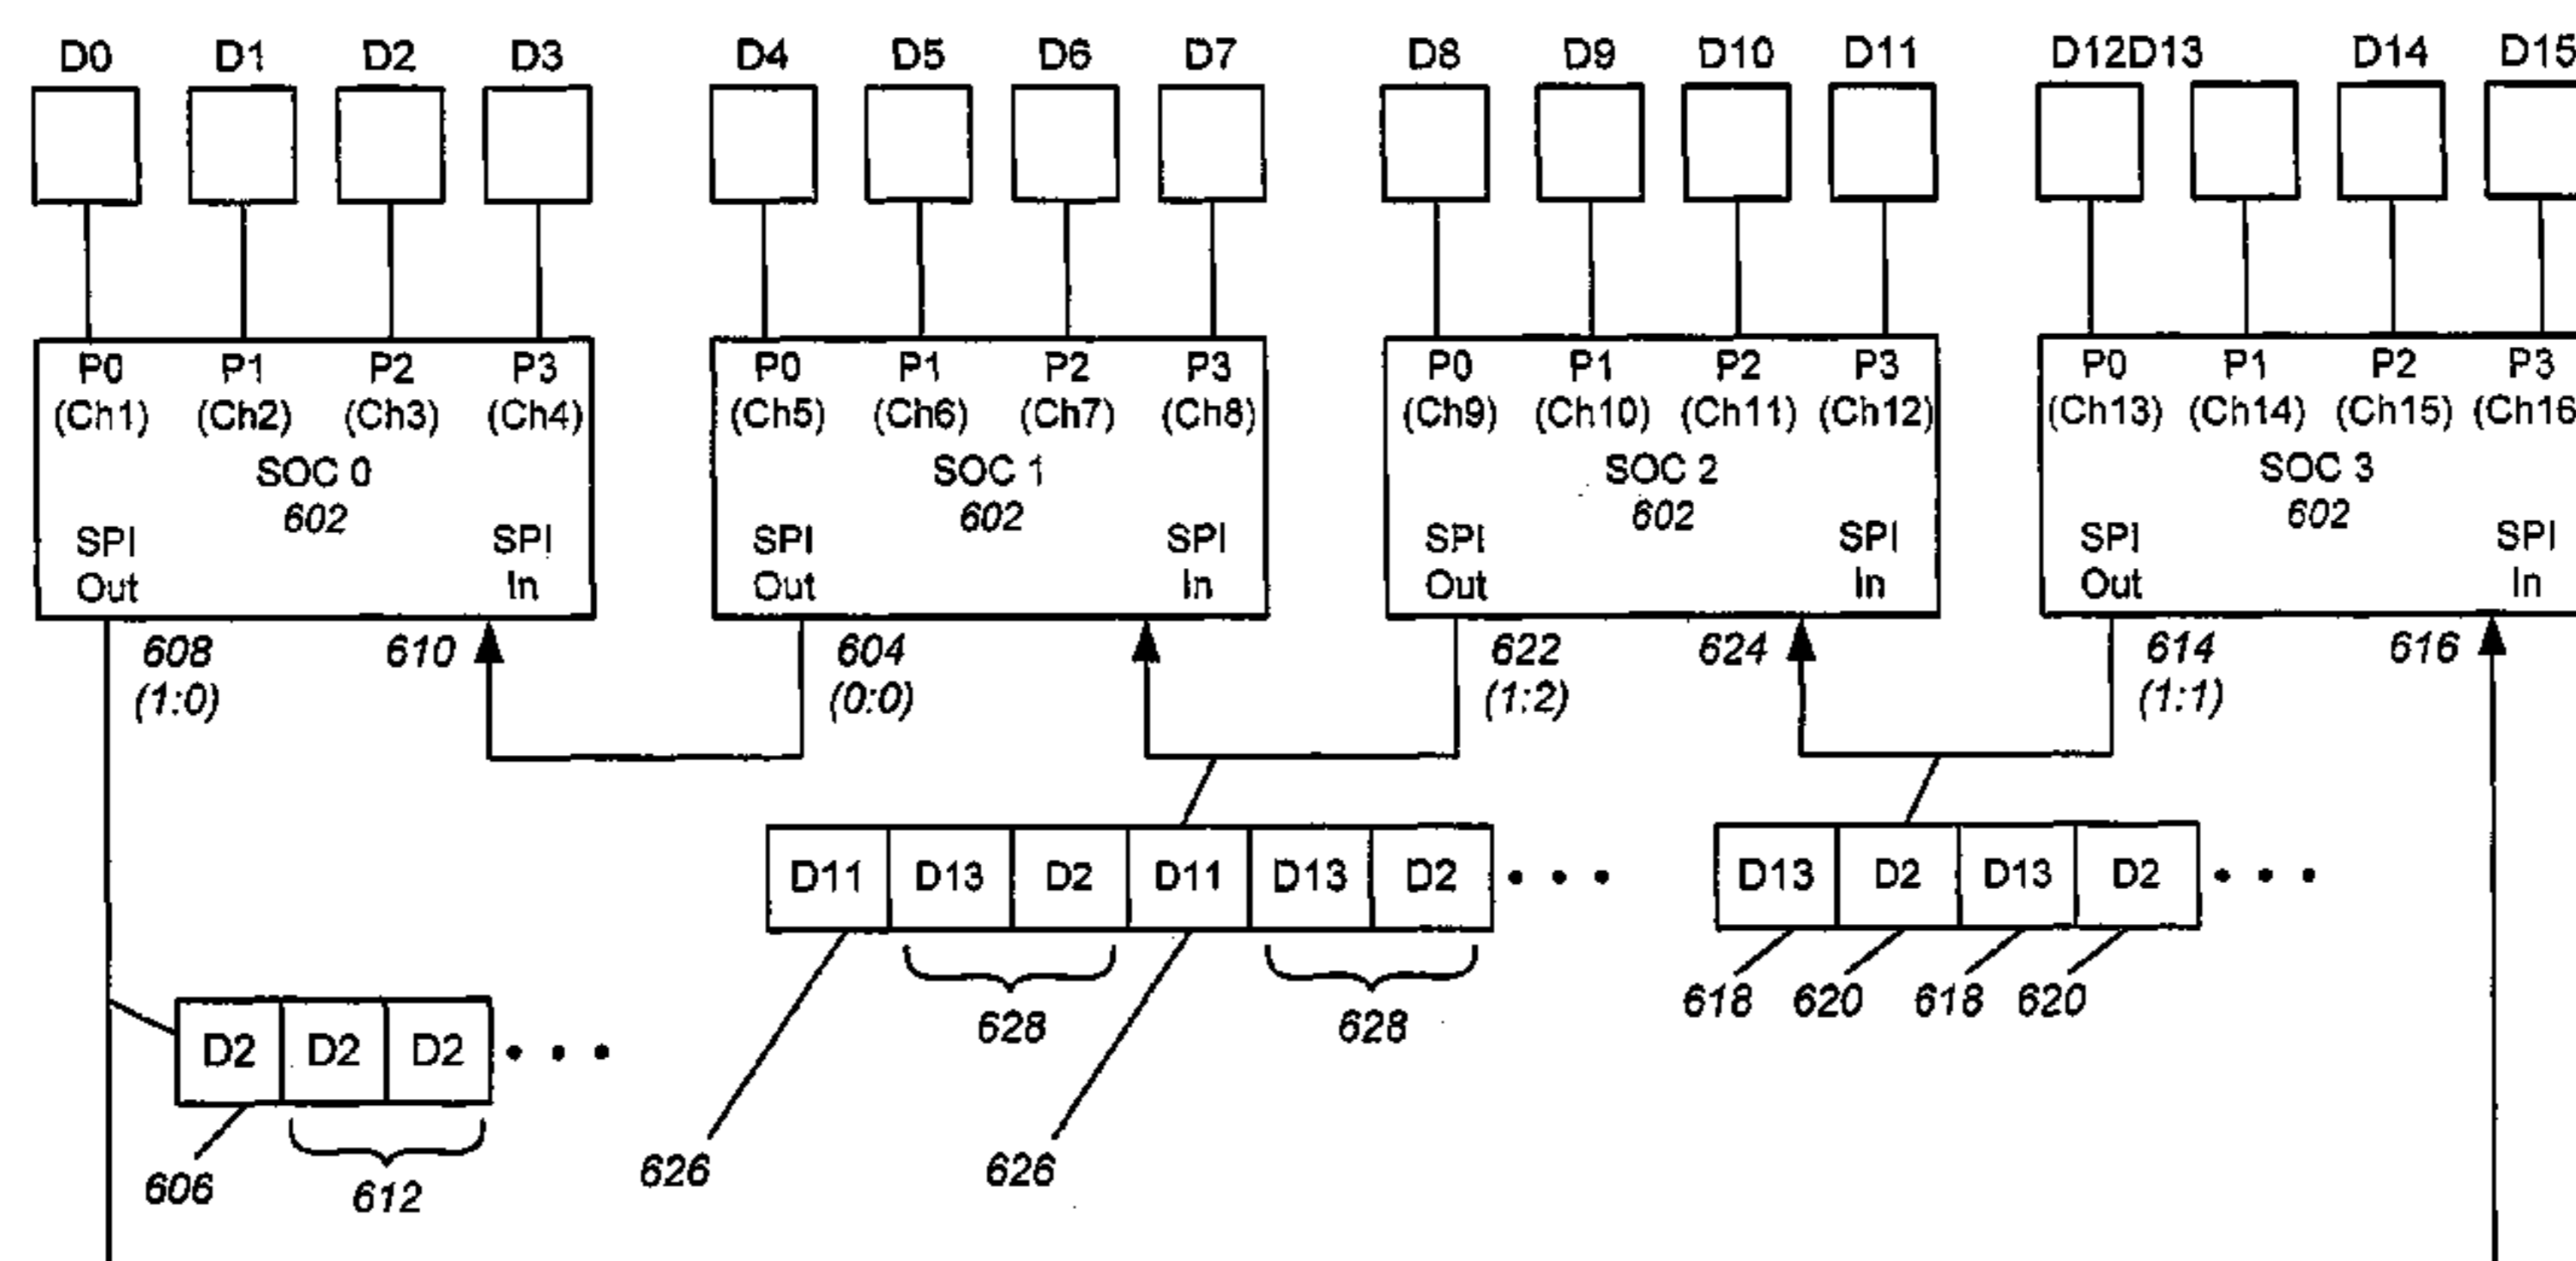 D0 D1 D2 D3 D4 D5 D6 D7 D8 D9 D10 D11 D12D13 D14 D15
P0 P1 P2 P3 P0 P1 P2 P3 P0 P1 P2 P3 P0 P1 P2 P3
(Ch1) (Ch2) (Ch3) (Ch4) (Ch5) (Ch6) (Ch7) (Ch8) (Ch9) (Ch10) (Ch11) (Ch12) (Ch13) (Ch14) (Ch15) (Ch16
SOC 0 SOC 1 SOC 2 SOC 3
602 602 602 602
SPI SPI SPI SPI SPI SPI SPI SPI
Out In Out In Out In Out In
608 610 604 622 624 614 616
(1:0) (0:0) (1:2) (1:1)
D11 D13 D2 D11 D13 D2 • • • D13 D2 D13 D2 • • •
618 620 618 620
628 628
D2 D2 D2 • • •
626 626
606 612